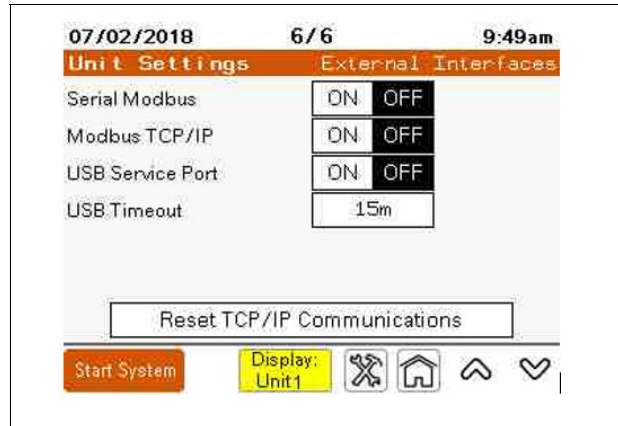 07/02/2018 6/6 9:49am
Unit Settings External Interfaces
Serial Modbus ON OFF
Modbus TCP/IP ON OFF
USB Service Port ON OFF
USB Timeout 15m
Reset TCP/IP Communications
Start System Display: Unit1